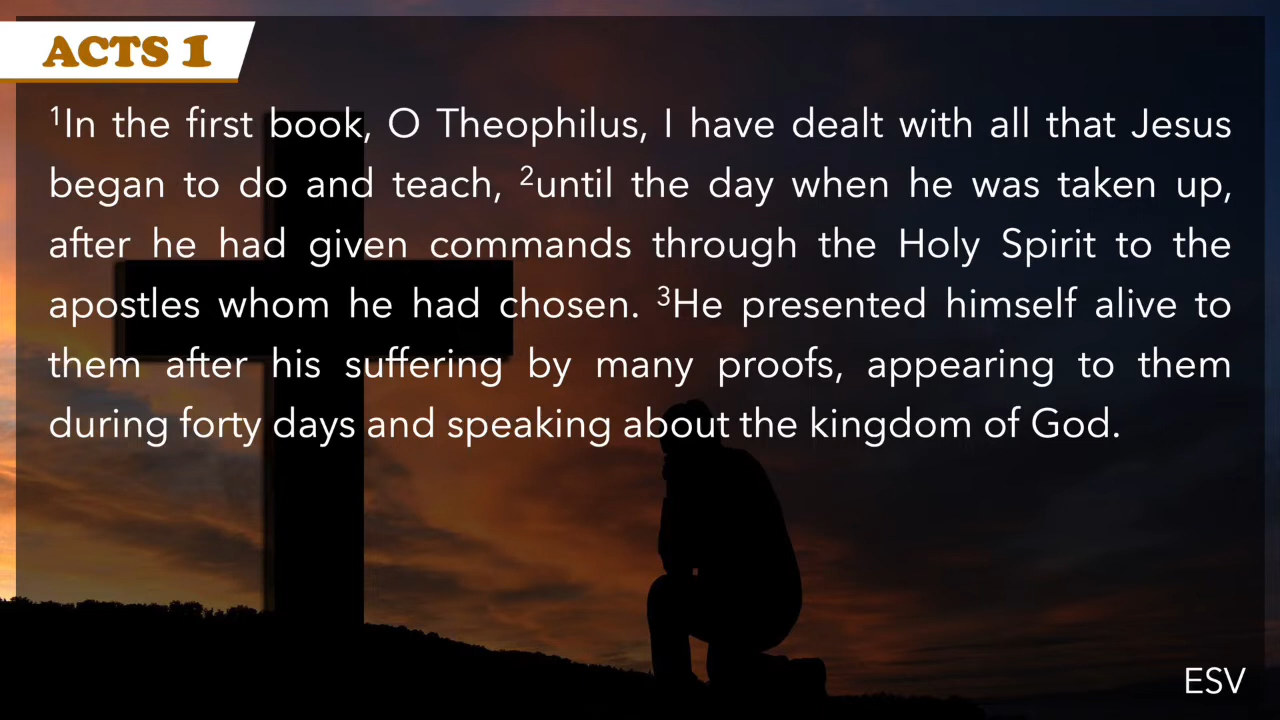 ACTS 1
¹In the first book, O Theophilus, I have dealt with all that Jesus
began to do and teach, ²until the day when he was taken up,
after he had given commands through the Holy Spirit to the
apostles whom he had chosen. ³He presented himself alive to
them after his suffering by many proofs, appearing to them
during forty days and speaking about the kingdom of God.
ESV